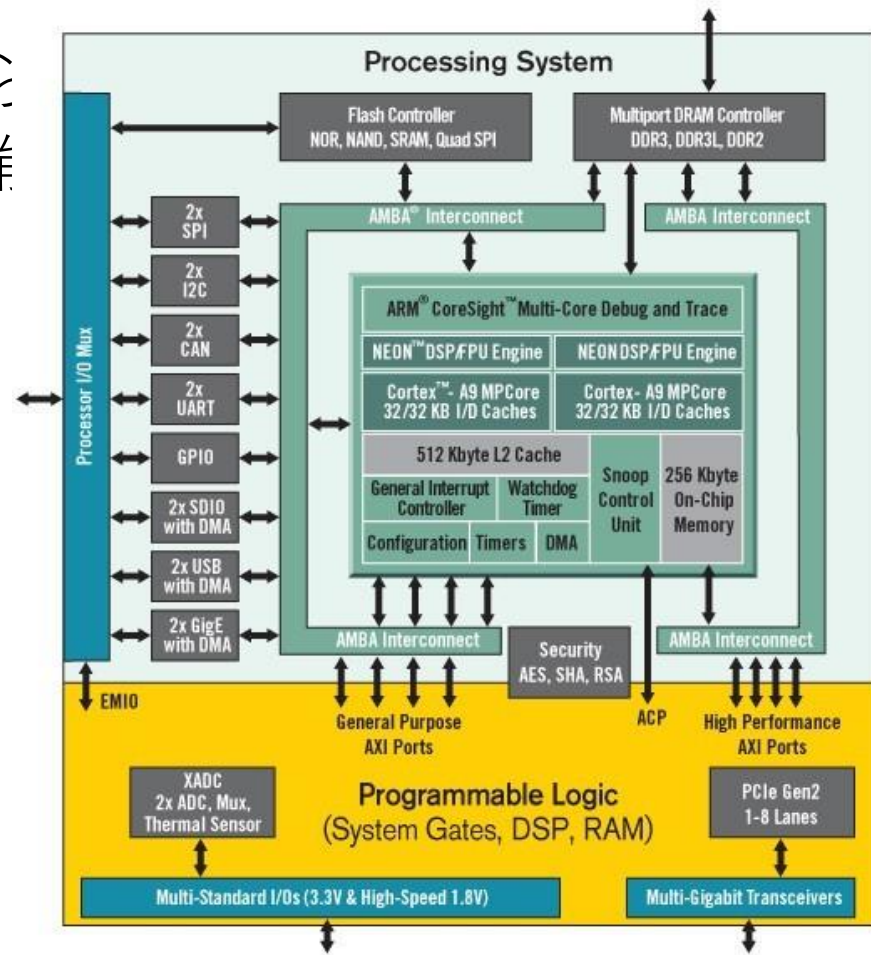 Processing System
Flash Controller
NOR, NAND, SRAM, Quad SPI
Multiport DRAM Controller
DDR3, DDR3L, DDR2
AMBA® Interconnect
AMBA Interconnect
Processor I/O Mux
2x
SPI
2x
I2C
2x
CAN
2x
UART
GPIO
2x SDIO
with DMA
2x USB
with DMA
2x GigE
with DMA
ARM® CoreSight™ Multi-Core Debug and Trace
NEON™ DSP/FPU Engine
NEON DSP/FPU Engine
Cortex™- A9 MPCore
32/32 KB I/D Caches
Cortex- A9 MPCore
32/32 KB I/D Caches
512 Kbyte L2 Cache
General Interrupt
Controller
Watchdog
Timer
Configuration
Timers
DMA
Snoop
Control
Unit
256 Kbyte
On-Chip
Memory
AMBA Interconnect
Security
AES, SHA, RSA
AMBA Interconnect
EMIO
General Purpose
AXI Ports
ACP
High Performance
AXI Ports
XADC
2x ADC, Mux,
Thermal Sensor
Programmable Logic
(System Gates, DSP, RAM)
PCIe Gen2
1-8 Lanes
Multi-Standard I/Os (3.3V & High-Speed 1.8V)
Multi-Gigabit Transceivers